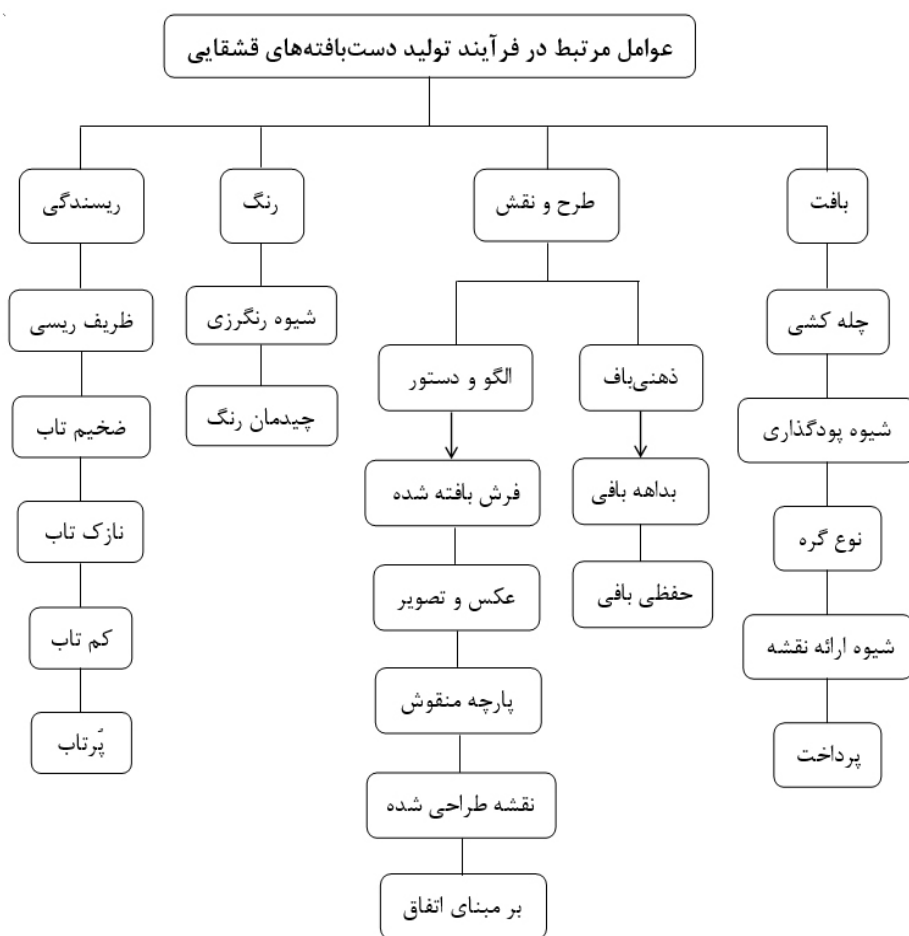 عوامل مرتبط در فرآیند تولید دست‌بافته‌های قشقایی
بافت
چله کشی
شیوه پودگذاری
نوع گره
شیوه ارائه نقشه
پرداخت
طرح و نقش
ذهنی‌باف
بداهه بافی
حفظی بافی
الگو و دستور
فرش بافته شده
عکس و تصویر
پارچه منقوش
نقشه طراحی شده
بر مبنای اتفاق
رنگ
شیوه رنگرزی
چیدمان رنگ
ریسندگی
ظریف ریسی
ضخیم تاب
نازک تاب
کم تاب
پُرتاب